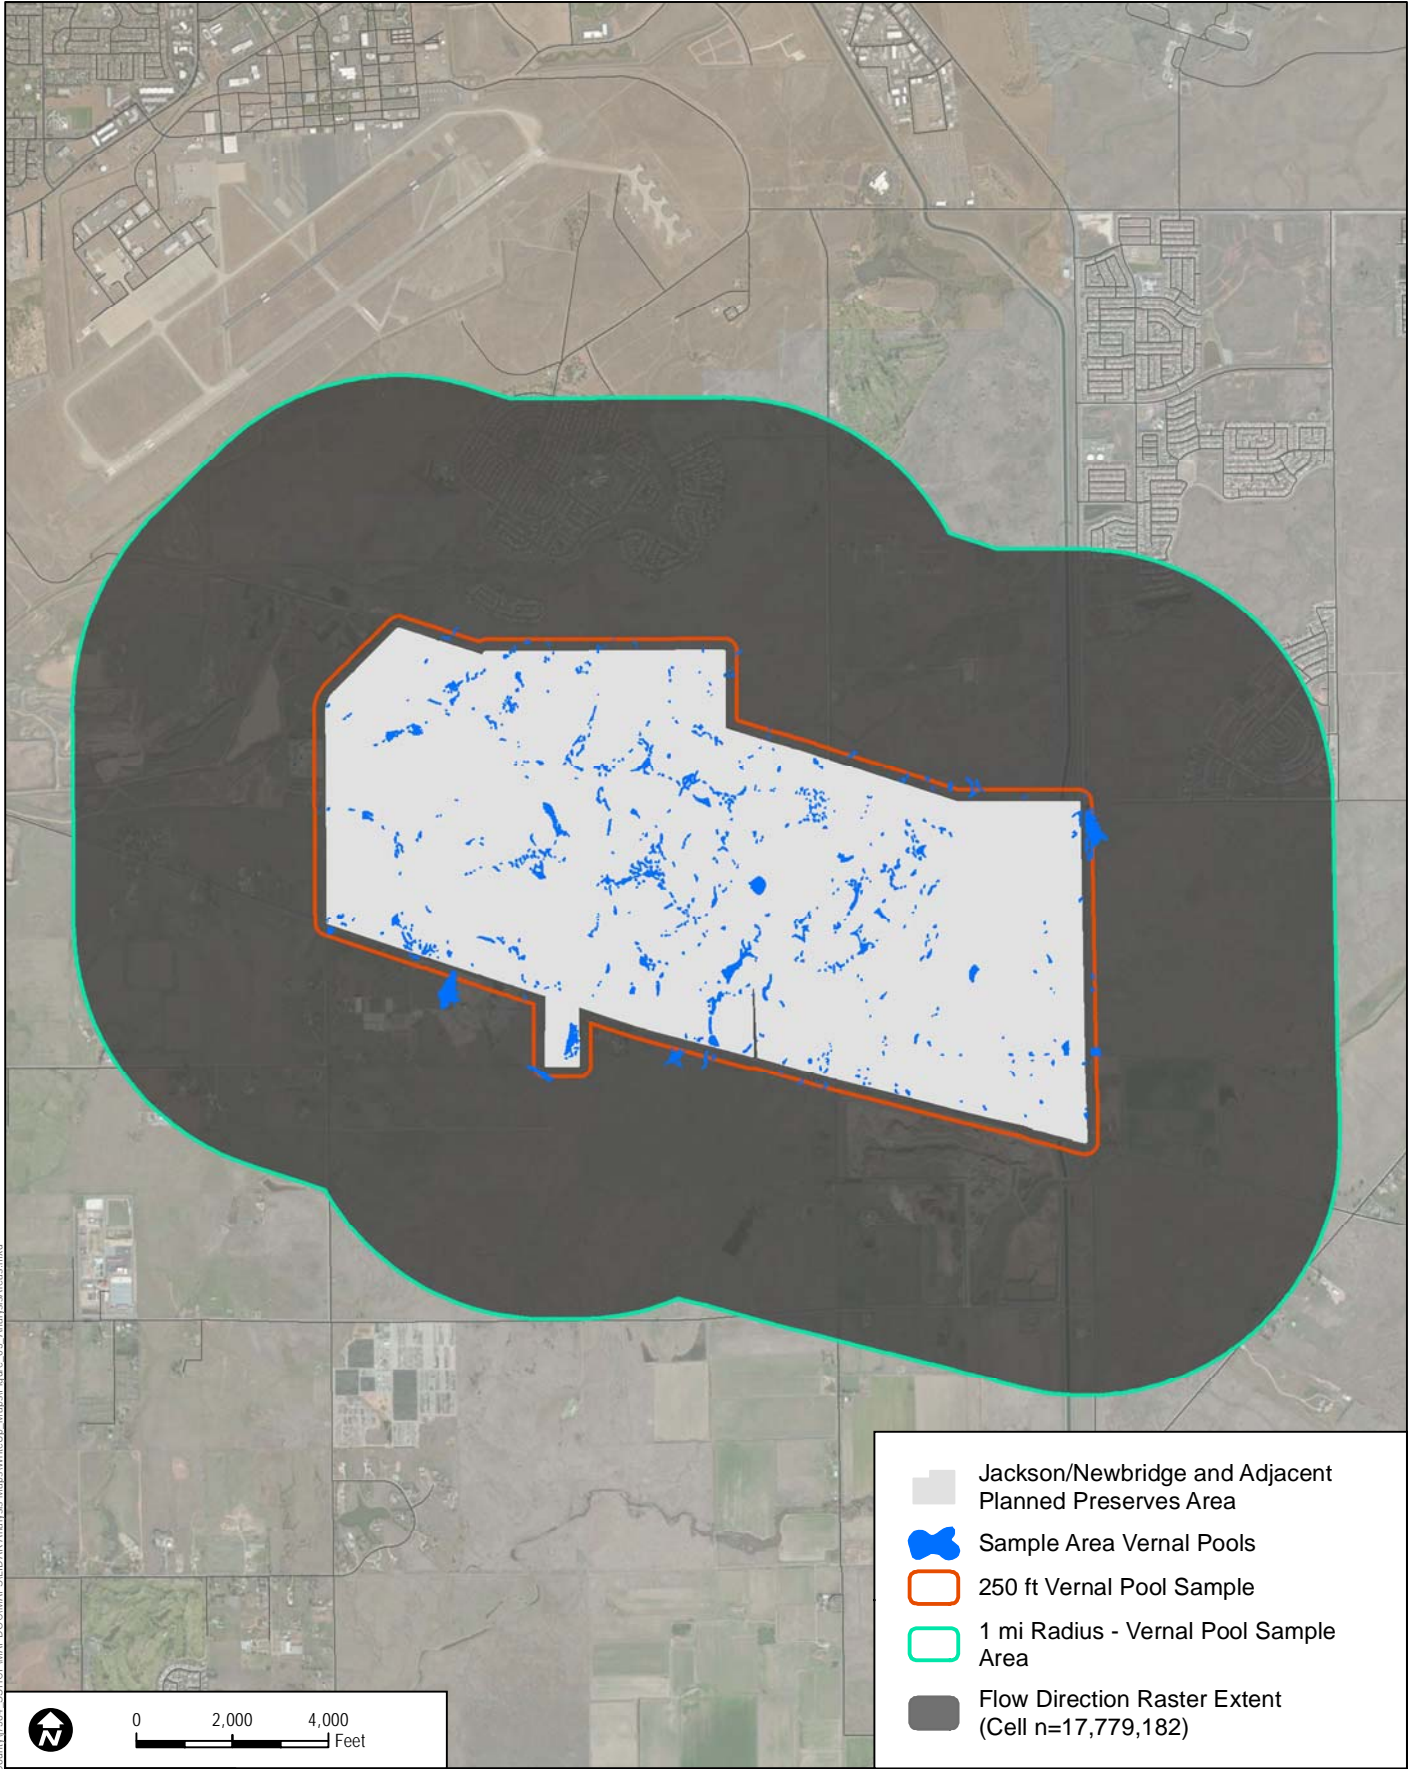 Jackson/Newbridge and Adjacent
Planned Preserves Area
Sample Area Vernal Pools
250 ft Vernal Pool Sample
1 mi Radius - Vernal Pool Sample
Area
Flow Direction Raster Extent
(Cell n=17,779,182)
N
0 2,000 4,000
Feet